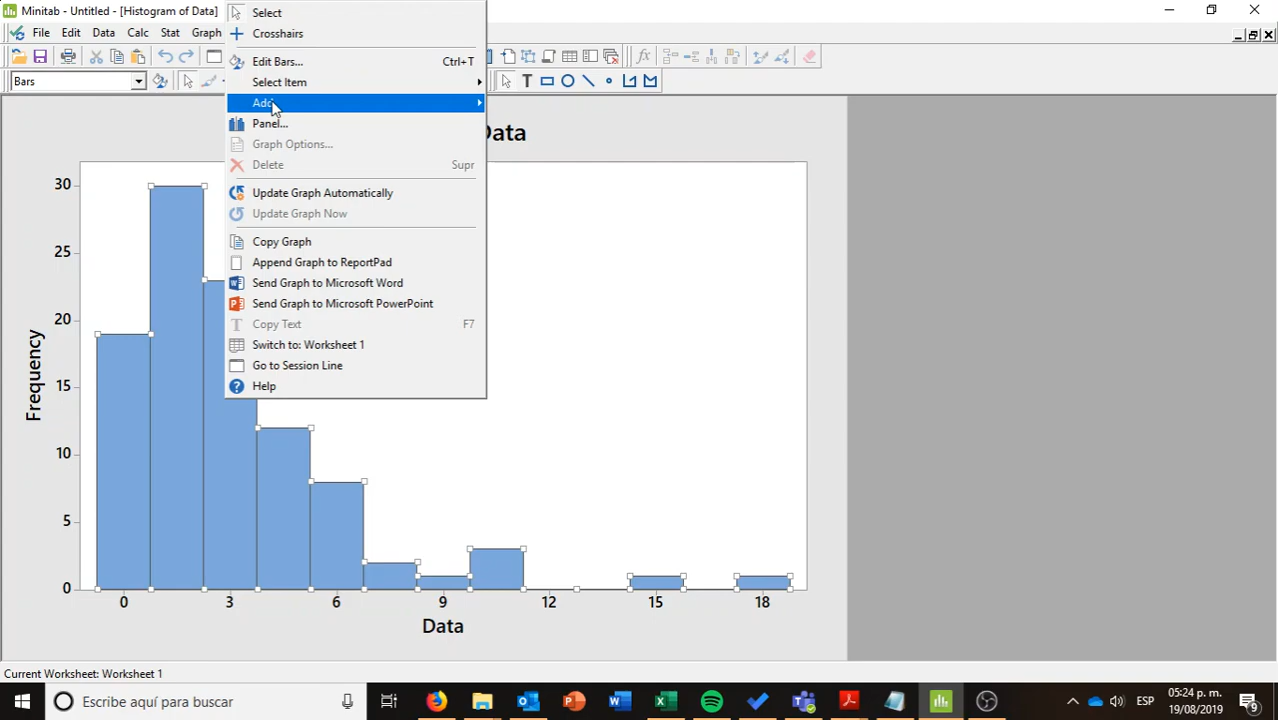 Minitab - Untitled - [Histogram of Data]
File Edit Data Calc Stat Graph
Bars
Select
Crosshairs
Edit Bars... Ctrl+T
Select Item
Add
Panel...
Graph Options...
Delete Supr
Update Graph Automatically
Update Graph Now
Copy Graph
Append Graph to ReportPad
Send Graph to Microsoft Word
Send Graph to Microsoft PowerPoint
Copy Text F7
Switch to: Worksheet 1
Go to Session Line
Help
Data
30
25
20
15
10
5
0
Frequency
0 3 6 9 12 15 18
Data
Current Worksheet: Worksheet 1
Escribe aquí para buscar
ESP
05:24 p. m.
19/08/2019
9